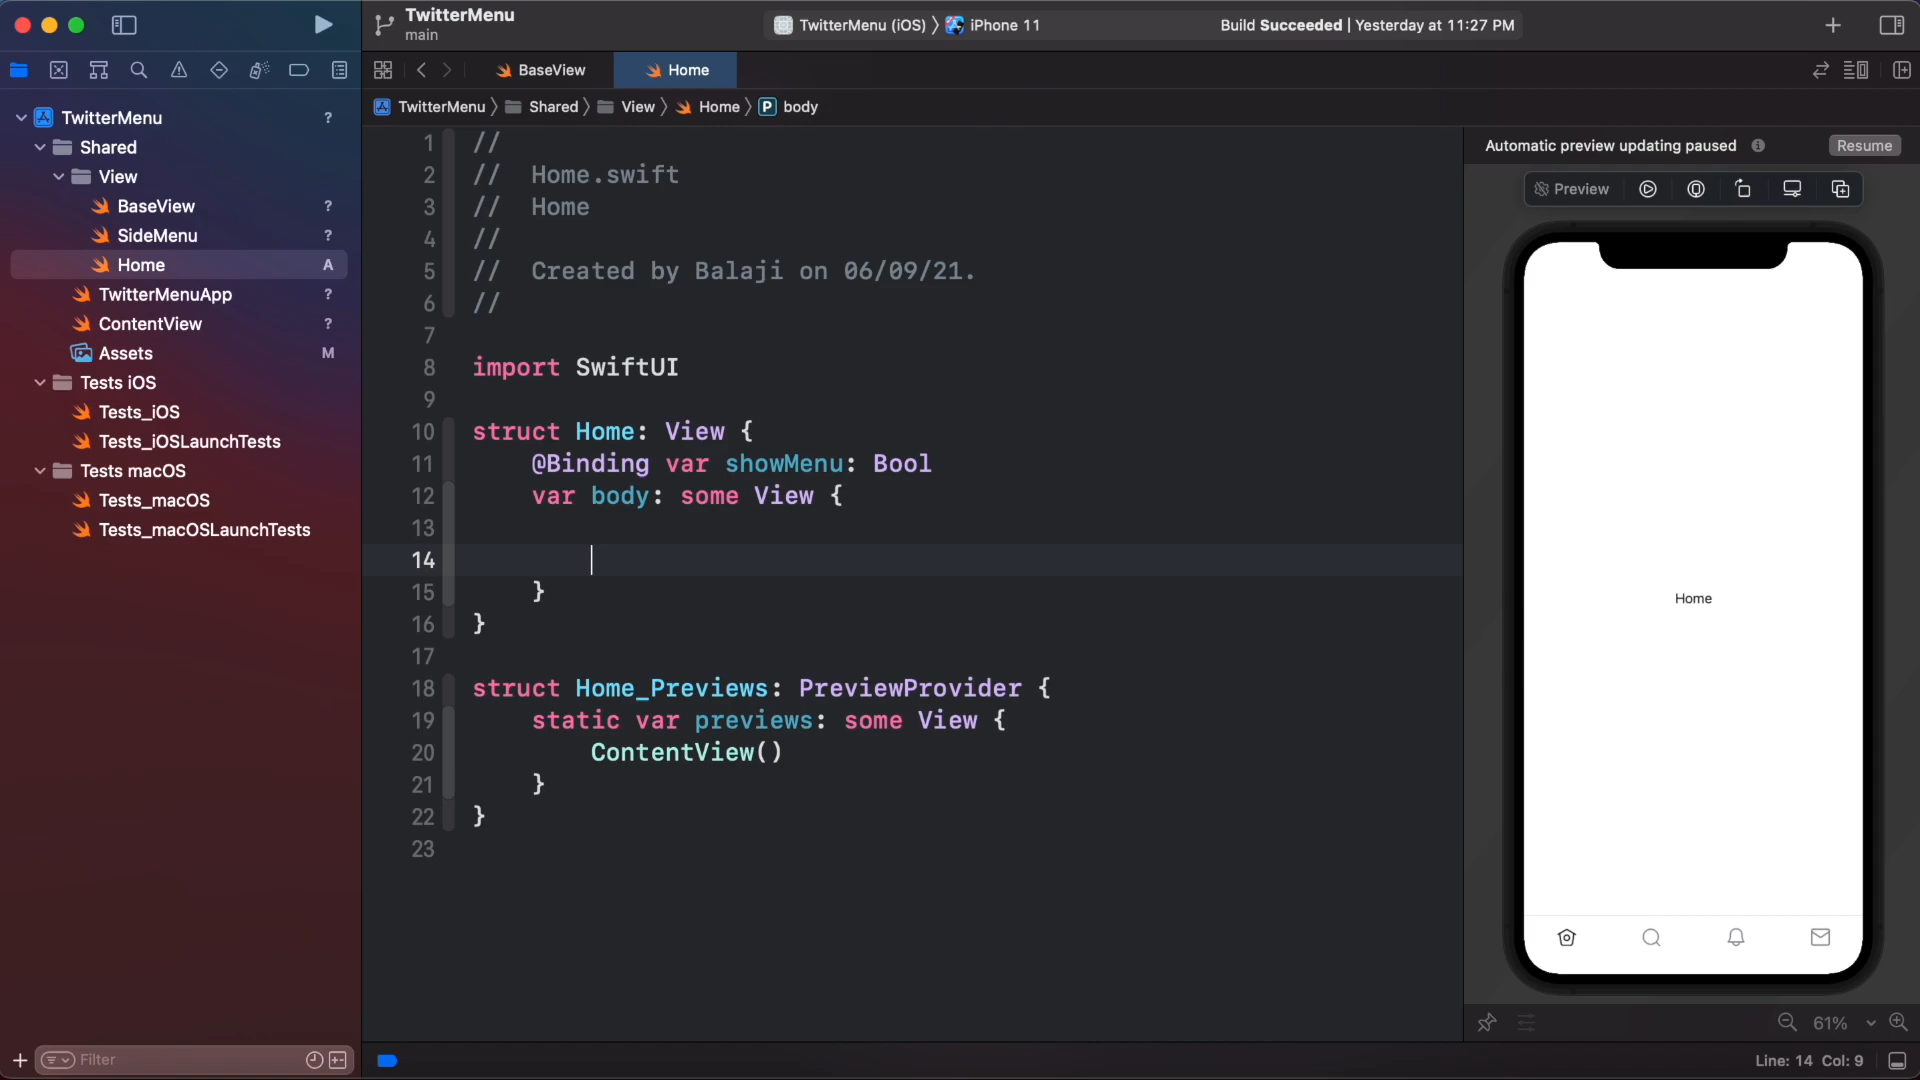 TwitterMenu
main
TwitterMenu (iOS) 〉 iPhone 11
Build Succeeded | Yesterday at 11:27 PM
BaseView
Home
TwitterMenu 〉 Shared 〉 View 〉 Home 〉 P body
TwitterMenu ?
Shared
View
BaseView ?
SideMenu ?
Home A
TwitterMenuApp ?
ContentView ?
Assets M
Tests iOS
Tests_iOS
Tests_iOSLaunchTests
Tests macOS
Tests_macOS
Tests_macOSLaunchTests
Filter
1 //
2 //  Home.swift
3 //  Home
4 //
5 //  Created by Balaji on 06/09/21.
6 //
7
8 import SwiftUI
9
10 struct Home: View {
11     @Binding var showMenu: Bool
12     var body: some View {
13
14
15     }
16 }
17
18 struct Home_Previews: PreviewProvider {
19     static var previews: some View {
20         ContentView()
21     }
22 }
23
Automatic preview updating paused
Resume
Preview
Home
61%
Line: 14 Col: 9